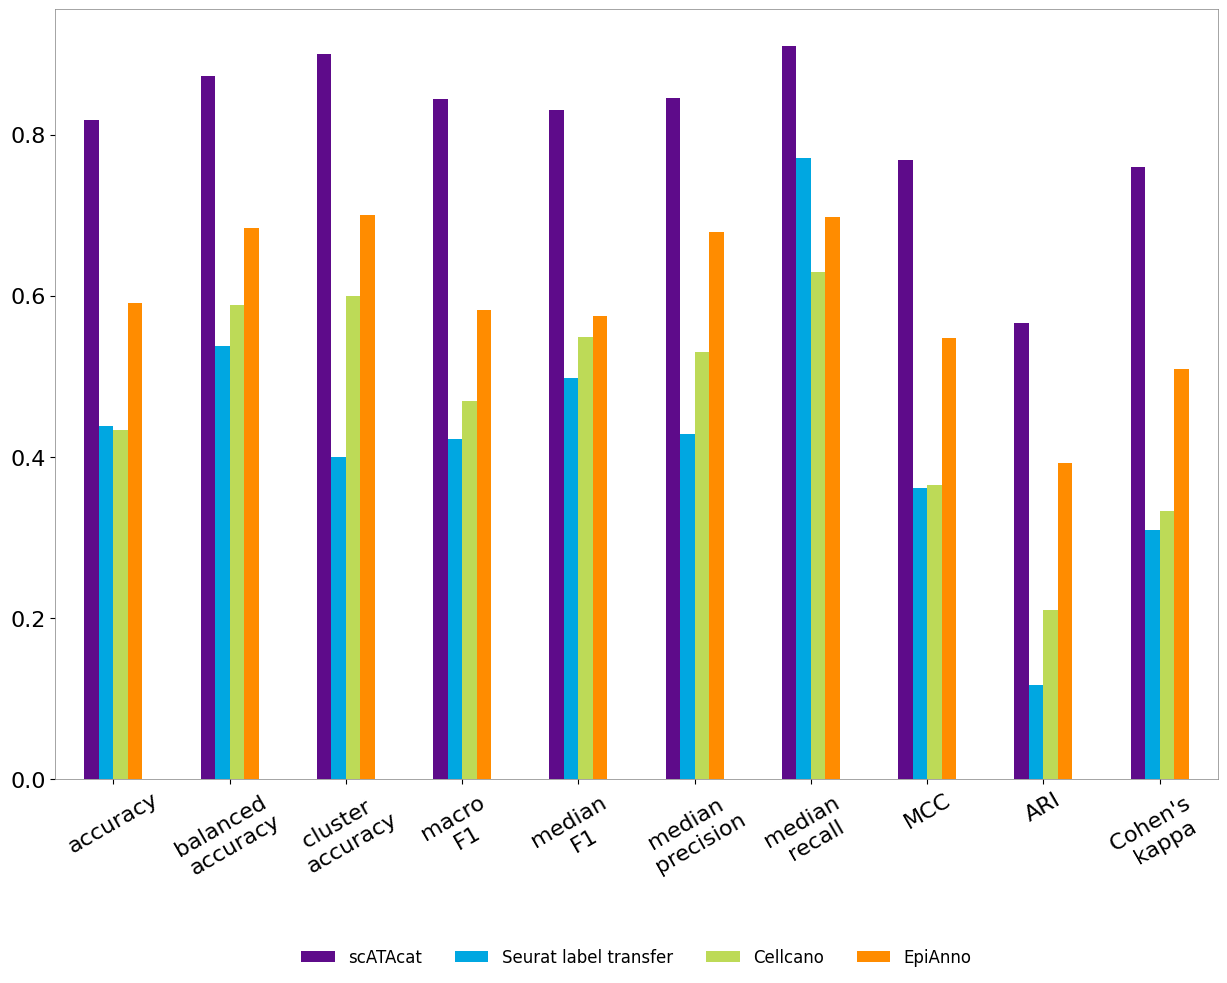 0.8
0.6
0.4
0.2
0.0
accuracy
balanced
accuracy
cluster
accuracy
macro
F1
median
F1
median
precision
median
recall
MCC
ARI
Cohen's
kappa
scATAcat
Seurat label transfer
Cellcano
EpiAnno